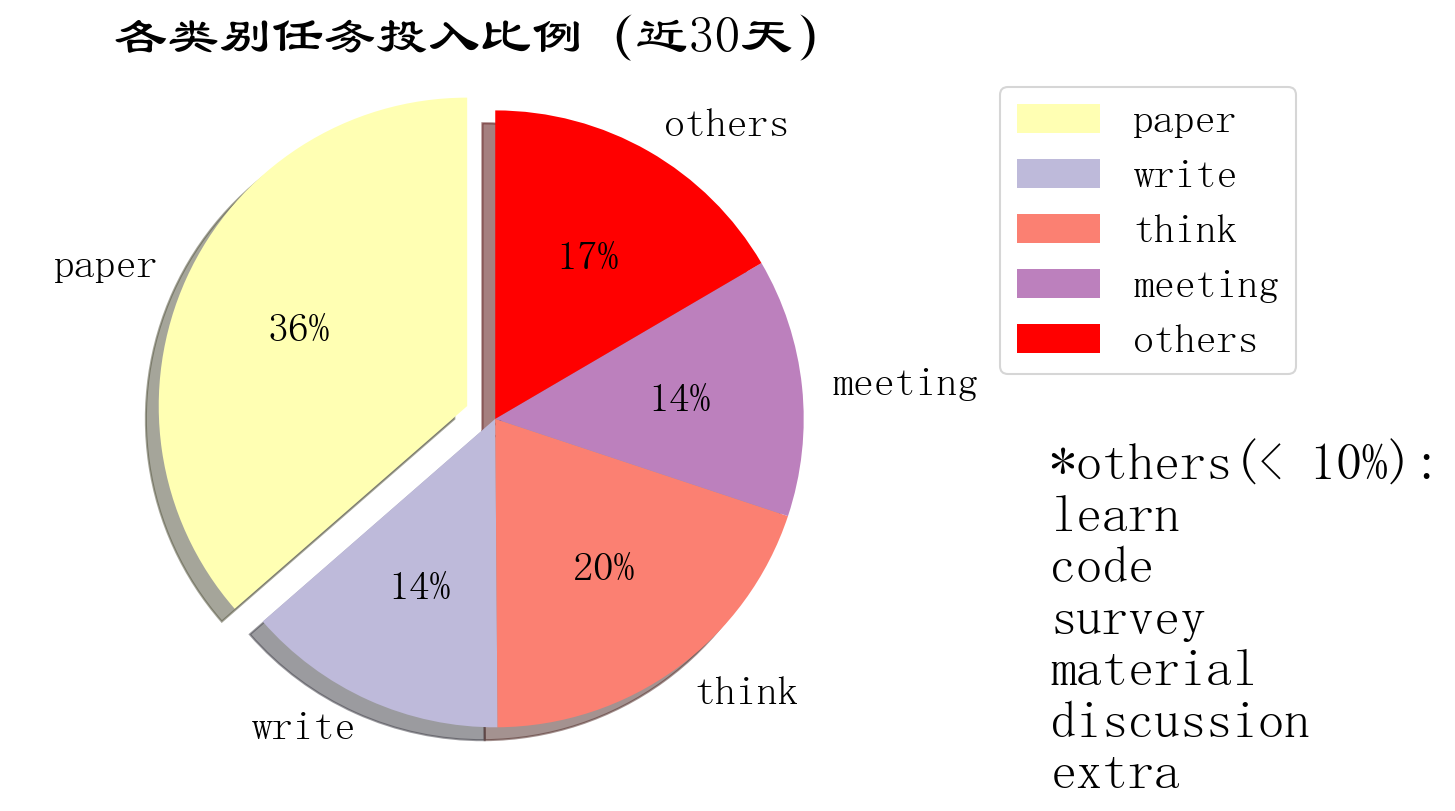 各类别任务投入比例 (近30天)
others
paper
17%
36%
meeting
14%
20%
14%
think
write
paper
write
think
meeting
others
*others(< 10%):
learn
code
survey
material
discussion
extra